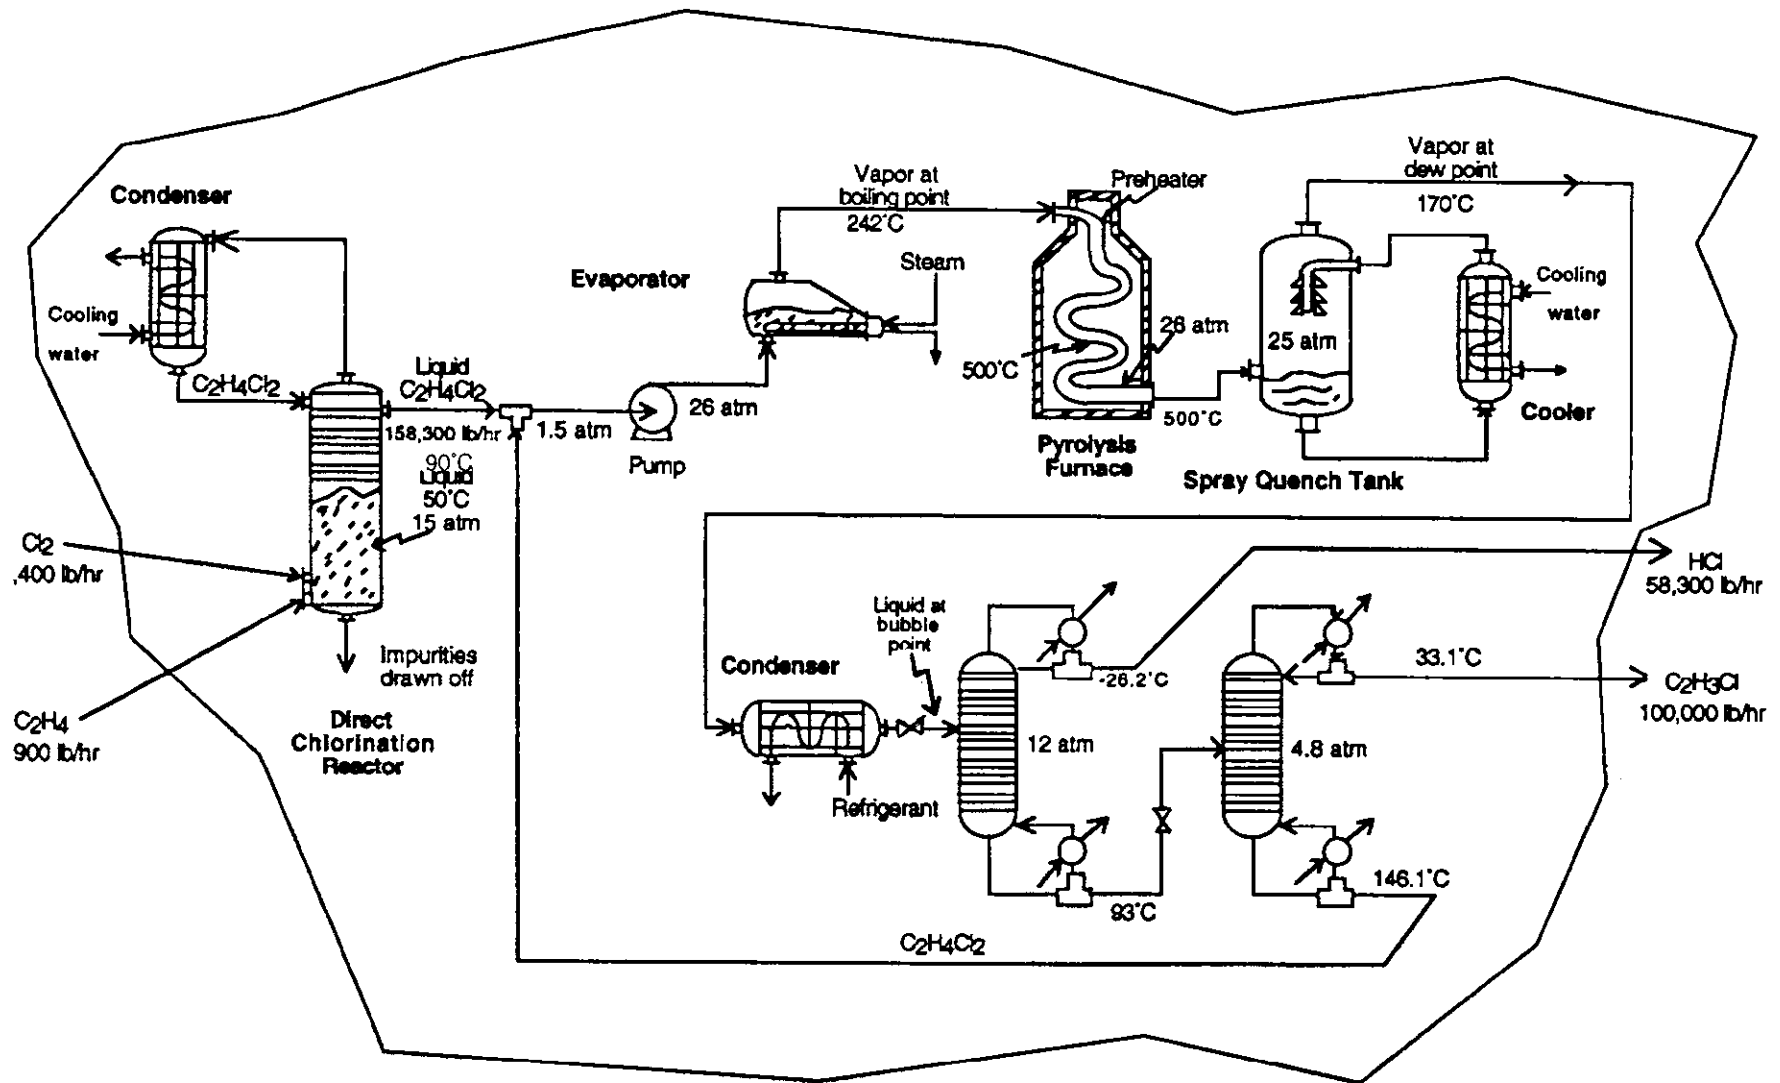 Condenser
Cooling
water
C2H4Cl2
Liquid
C2H4Cl2
158,300 lb/hr
90°C
Liquid
50°C
15 atm
1.5 atm
Cl2
,400 lb/hr
C2H4
900 lb/hr
Impurities
drawn off
Direct
Chlorination
Reactor
Pump
26 atm
Evaporator
Vapor at
boiling point
242°C
Steam
Preheater
26 atm
500°C
500°C
Pyrolysis
Furnace
Vapor at
dew point
170°C
25 atm
Cooling
water
Cooler
Spray Quench Tank
HCl
58,300 lb/hr
Liquid at
bubble
point
Condenser
Refrigerant
-26.2°C
12 atm
93°C
33.1°C
C2H3Cl
100,000 lb/hr
4.8 atm
146.1°C
C2H4Cl2